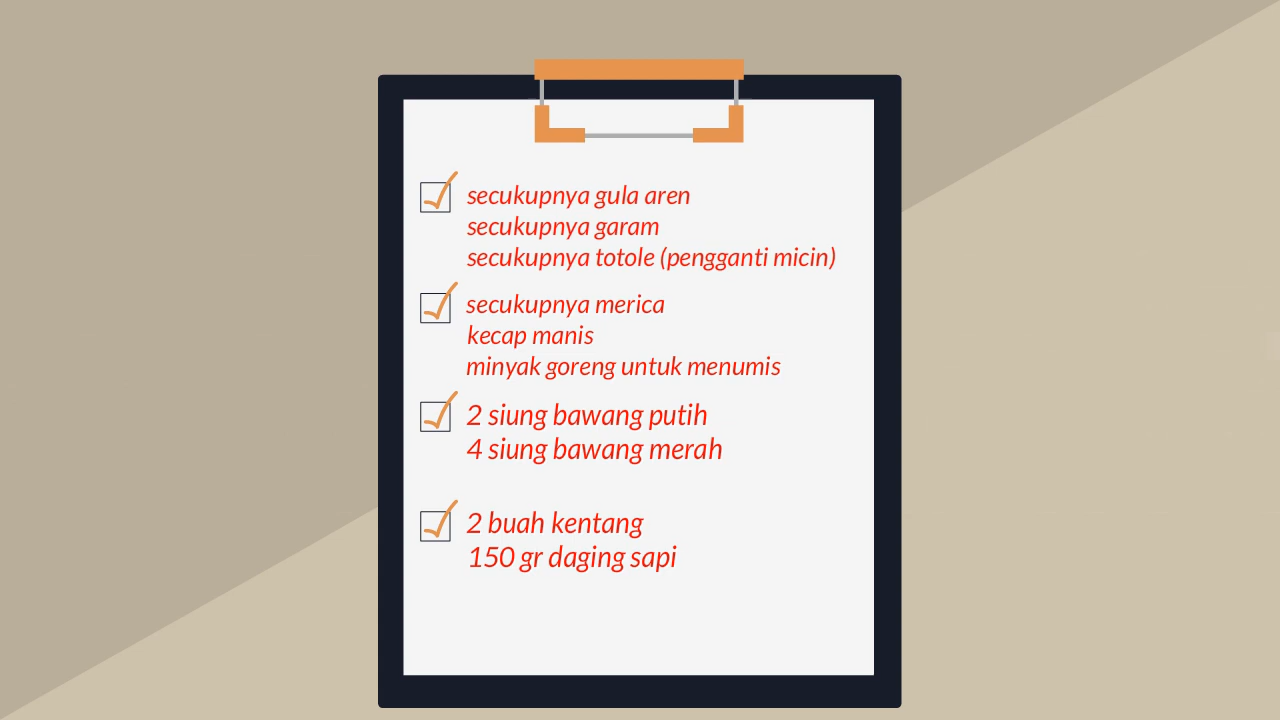 secukupnya gula aren
secukupnya garam
secukupnya totole (pengganti micin)
secukupnya merica
kecap manis
minyak goreng untuk menumis
2 siung bawang putih
4 siung bawang merah
2 buah kentang
150 gr daging sapi